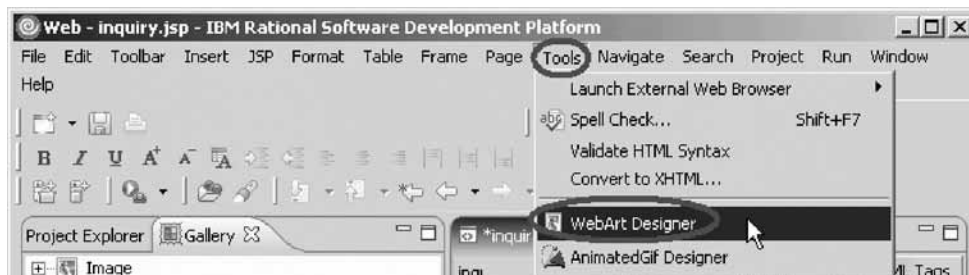 Web - inquiry.jsp - IBM Rational Software Development Platform
File Edit Toolbar Insert JSP Format Table Frame Page Tools Navigate Search Project Run Window
Help
Launch External Web Browser
abc Spell Check... Shift+F7
B I U A A A
Validate HTML Syntax
Convert to XHTML...
Project Explorer Gallery
*inquir
WebArt Designer
Image
AnimatedGif Designer